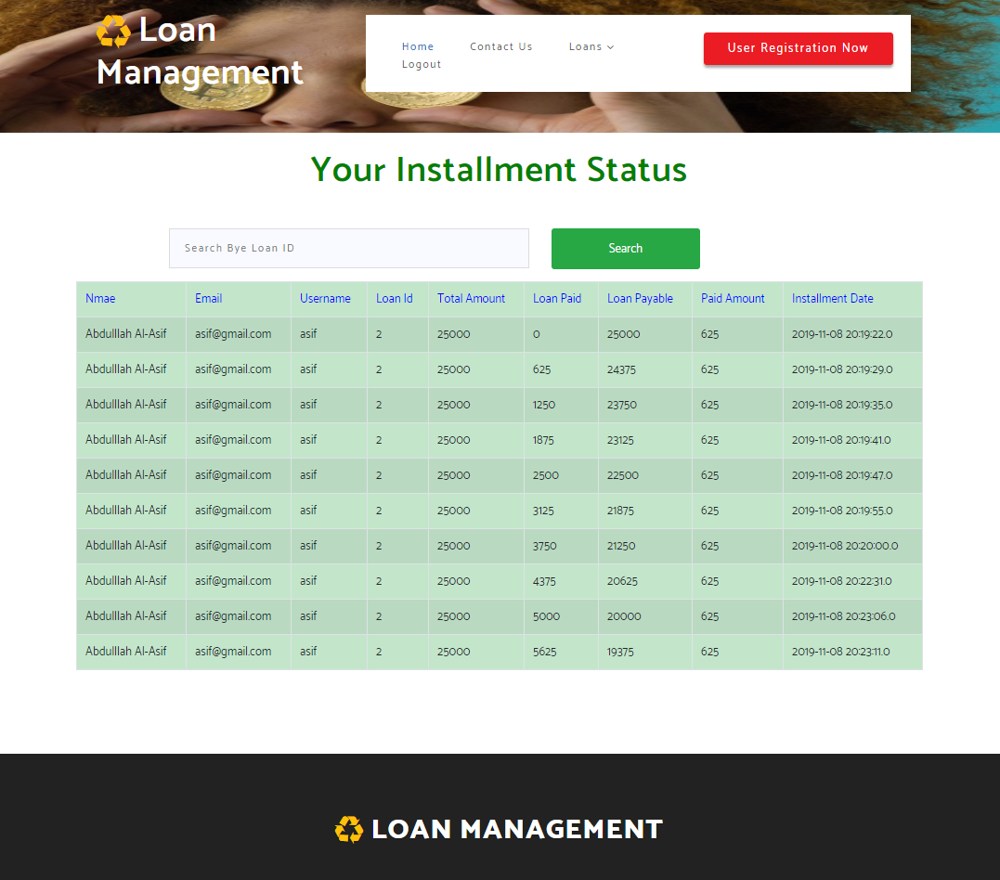 Loan
Management
Home Contact Us Loans
Logout
User Registration Now
Your Installment Status
Search Bye Loan ID
Search
Nmae Email Username Loan Id Total Amount Loan Paid Loan Payable Paid Amount Installment Date
Abdulllah Al-Asif asif@gmail.com asif 2 25000 0 25000 625 2019-11-08 20:19:22.0
Abdulllah Al-Asif asif@gmail.com asif 2 25000 625 24375 625 2019-11-08 20:19:29.0
Abdulllah Al-Asif asif@gmail.com asif 2 25000 1250 23750 625 2019-11-08 20:19:35.0
Abdulllah Al-Asif asif@gmail.com asif 2 25000 1875 23125 625 2019-11-08 20:19:41.0
Abdulllah Al-Asif asif@gmail.com asif 2 25000 2500 22500 625 2019-11-08 20:19:47.0
Abdulllah Al-Asif asif@gmail.com asif 2 25000 3125 21875 625 2019-11-08 20:19:55.0
Abdulllah Al-Asif asif@gmail.com asif 2 25000 3750 21250 625 2019-11-08 20:20:00.0
Abdulllah Al-Asif asif@gmail.com asif 2 25000 4375 20625 625 2019-11-08 20:22:31.0
Abdulllah Al-Asif asif@gmail.com asif 2 25000 5000 20000 625 2019-11-08 20:23:06.0
Abdulllah Al-Asif asif@gmail.com asif 2 25000 5625 19375 625 2019-11-08 20:23:11.0
LOAN MANAGEMENT